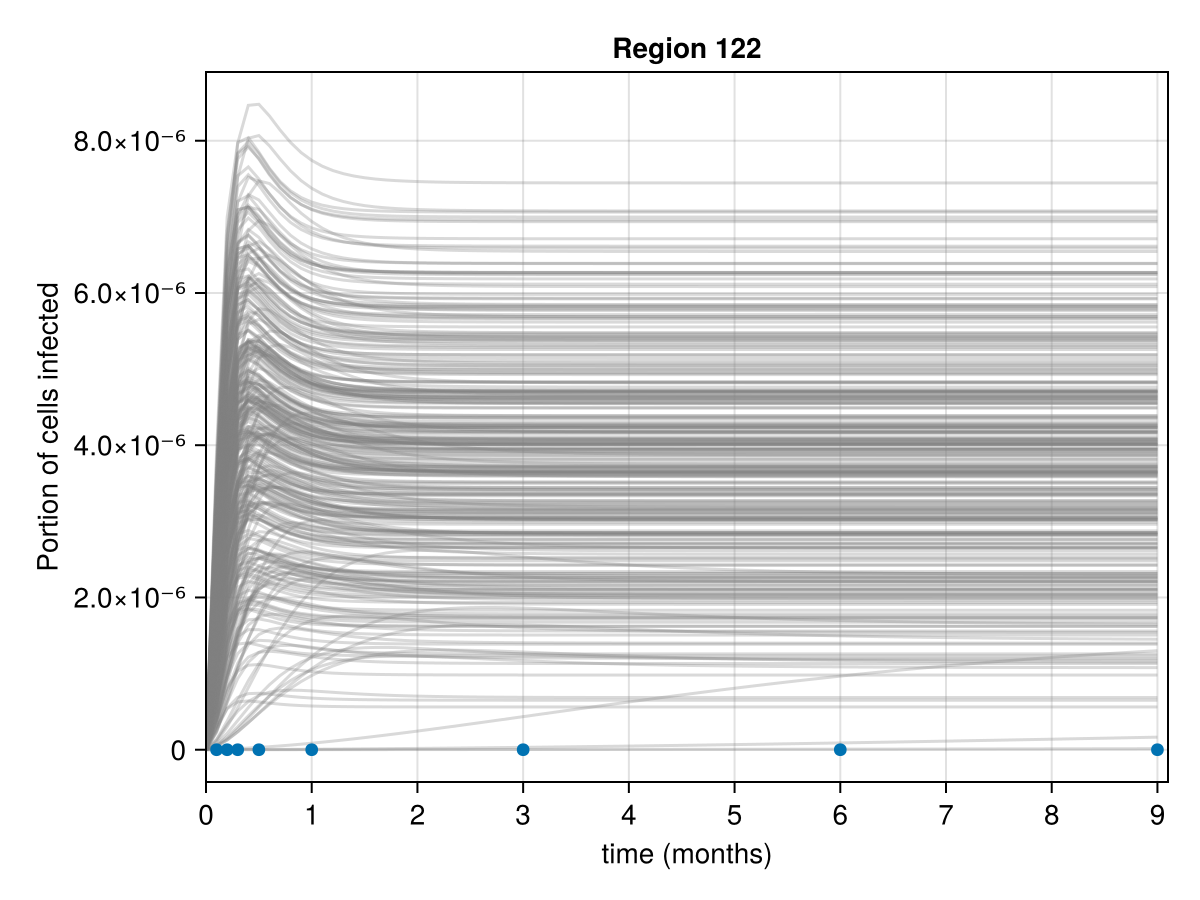 Region 122
8.0×10⁻⁶
6.0×10⁻⁶
4.0×10⁻⁶
2.0×10⁻⁶
0
Portion of cells infected
0 1 2 3 4 5 6 7 8 9
time (months)